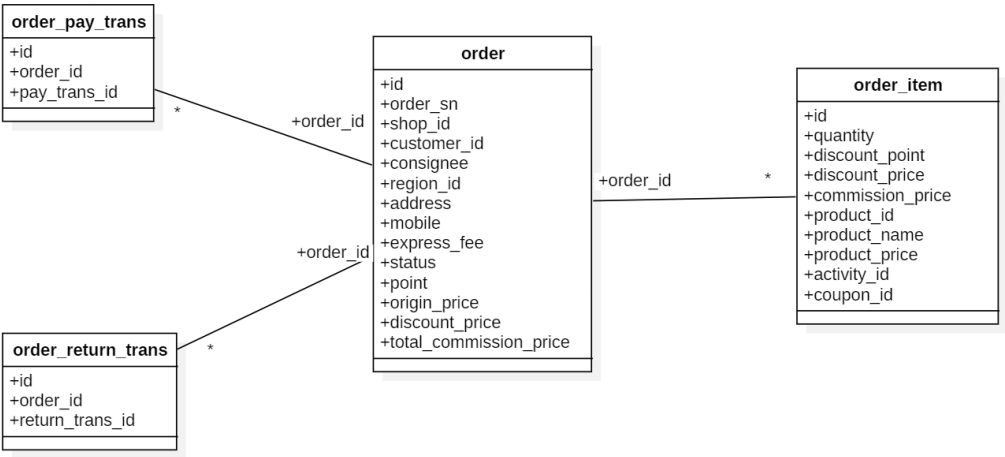 order_pay_trans
+id
+order_id
+pay_trans_id
*
+order_id
order
+id
+order_sn
+shop_id
+customer_id
+consignee
+region_id
+address
+mobile
+express_fee
+status
+point
+origin_price
+discount_price
+total_commission_price
+order_id
*
order_item
+id
+quantity
+discount_point
+discount_price
+commission_price
+product_id
+product_name
+product_price
+activity_id
+coupon_id
+order_id
*
order_return_trans
+id
+order_id
+return_trans_id